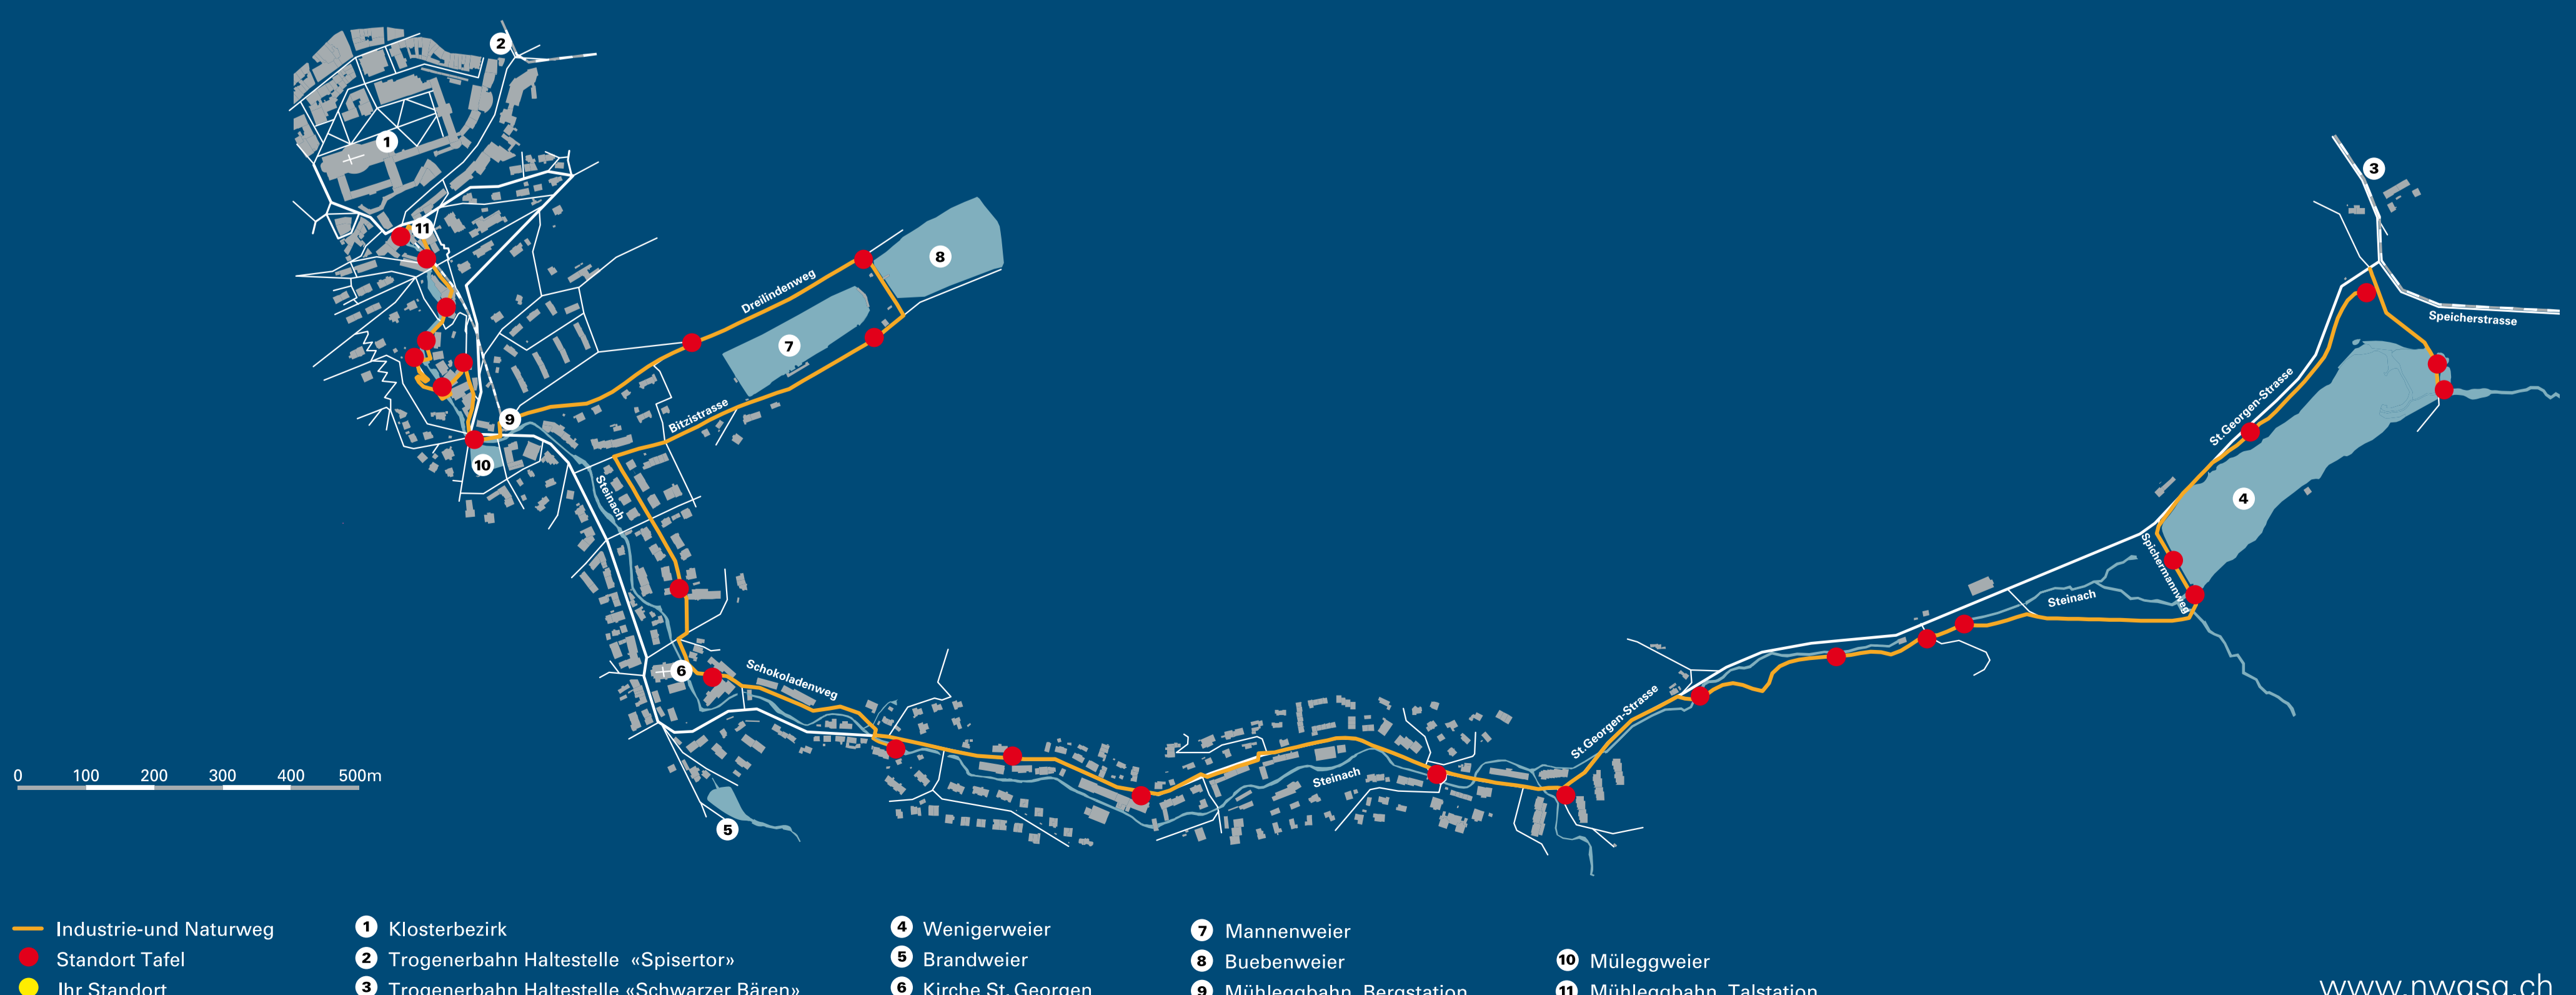 2
1
3
11
8
Dreilindenweg
Speicherstrasse
7
St.Georgen-Strasse
Bitzistrasse
9
10
Steinach
4
Spichermannweg
Steinach
6
Schokoladenweg
St.Georgen-Strasse
Steinach
0 100 200 300 400 500m
5
Industrie-und Naturweg
Standort Tafel
Ihr Standort
1 Klosterbezirk
2 Trogenerbahn Haltestelle «Spisertor»
3 Trogenerbahn Haltestelle «Schwarzer Bären»
4 Wenigerweier
5 Brandweier
6 Kirche St. Georgen
7 Mannenweier
8 Buebenweier
9 Mühleggbahn, Bergstation
10 Müleggweier
11 Mühleggbahn, Talstation
www.nwgsg.ch